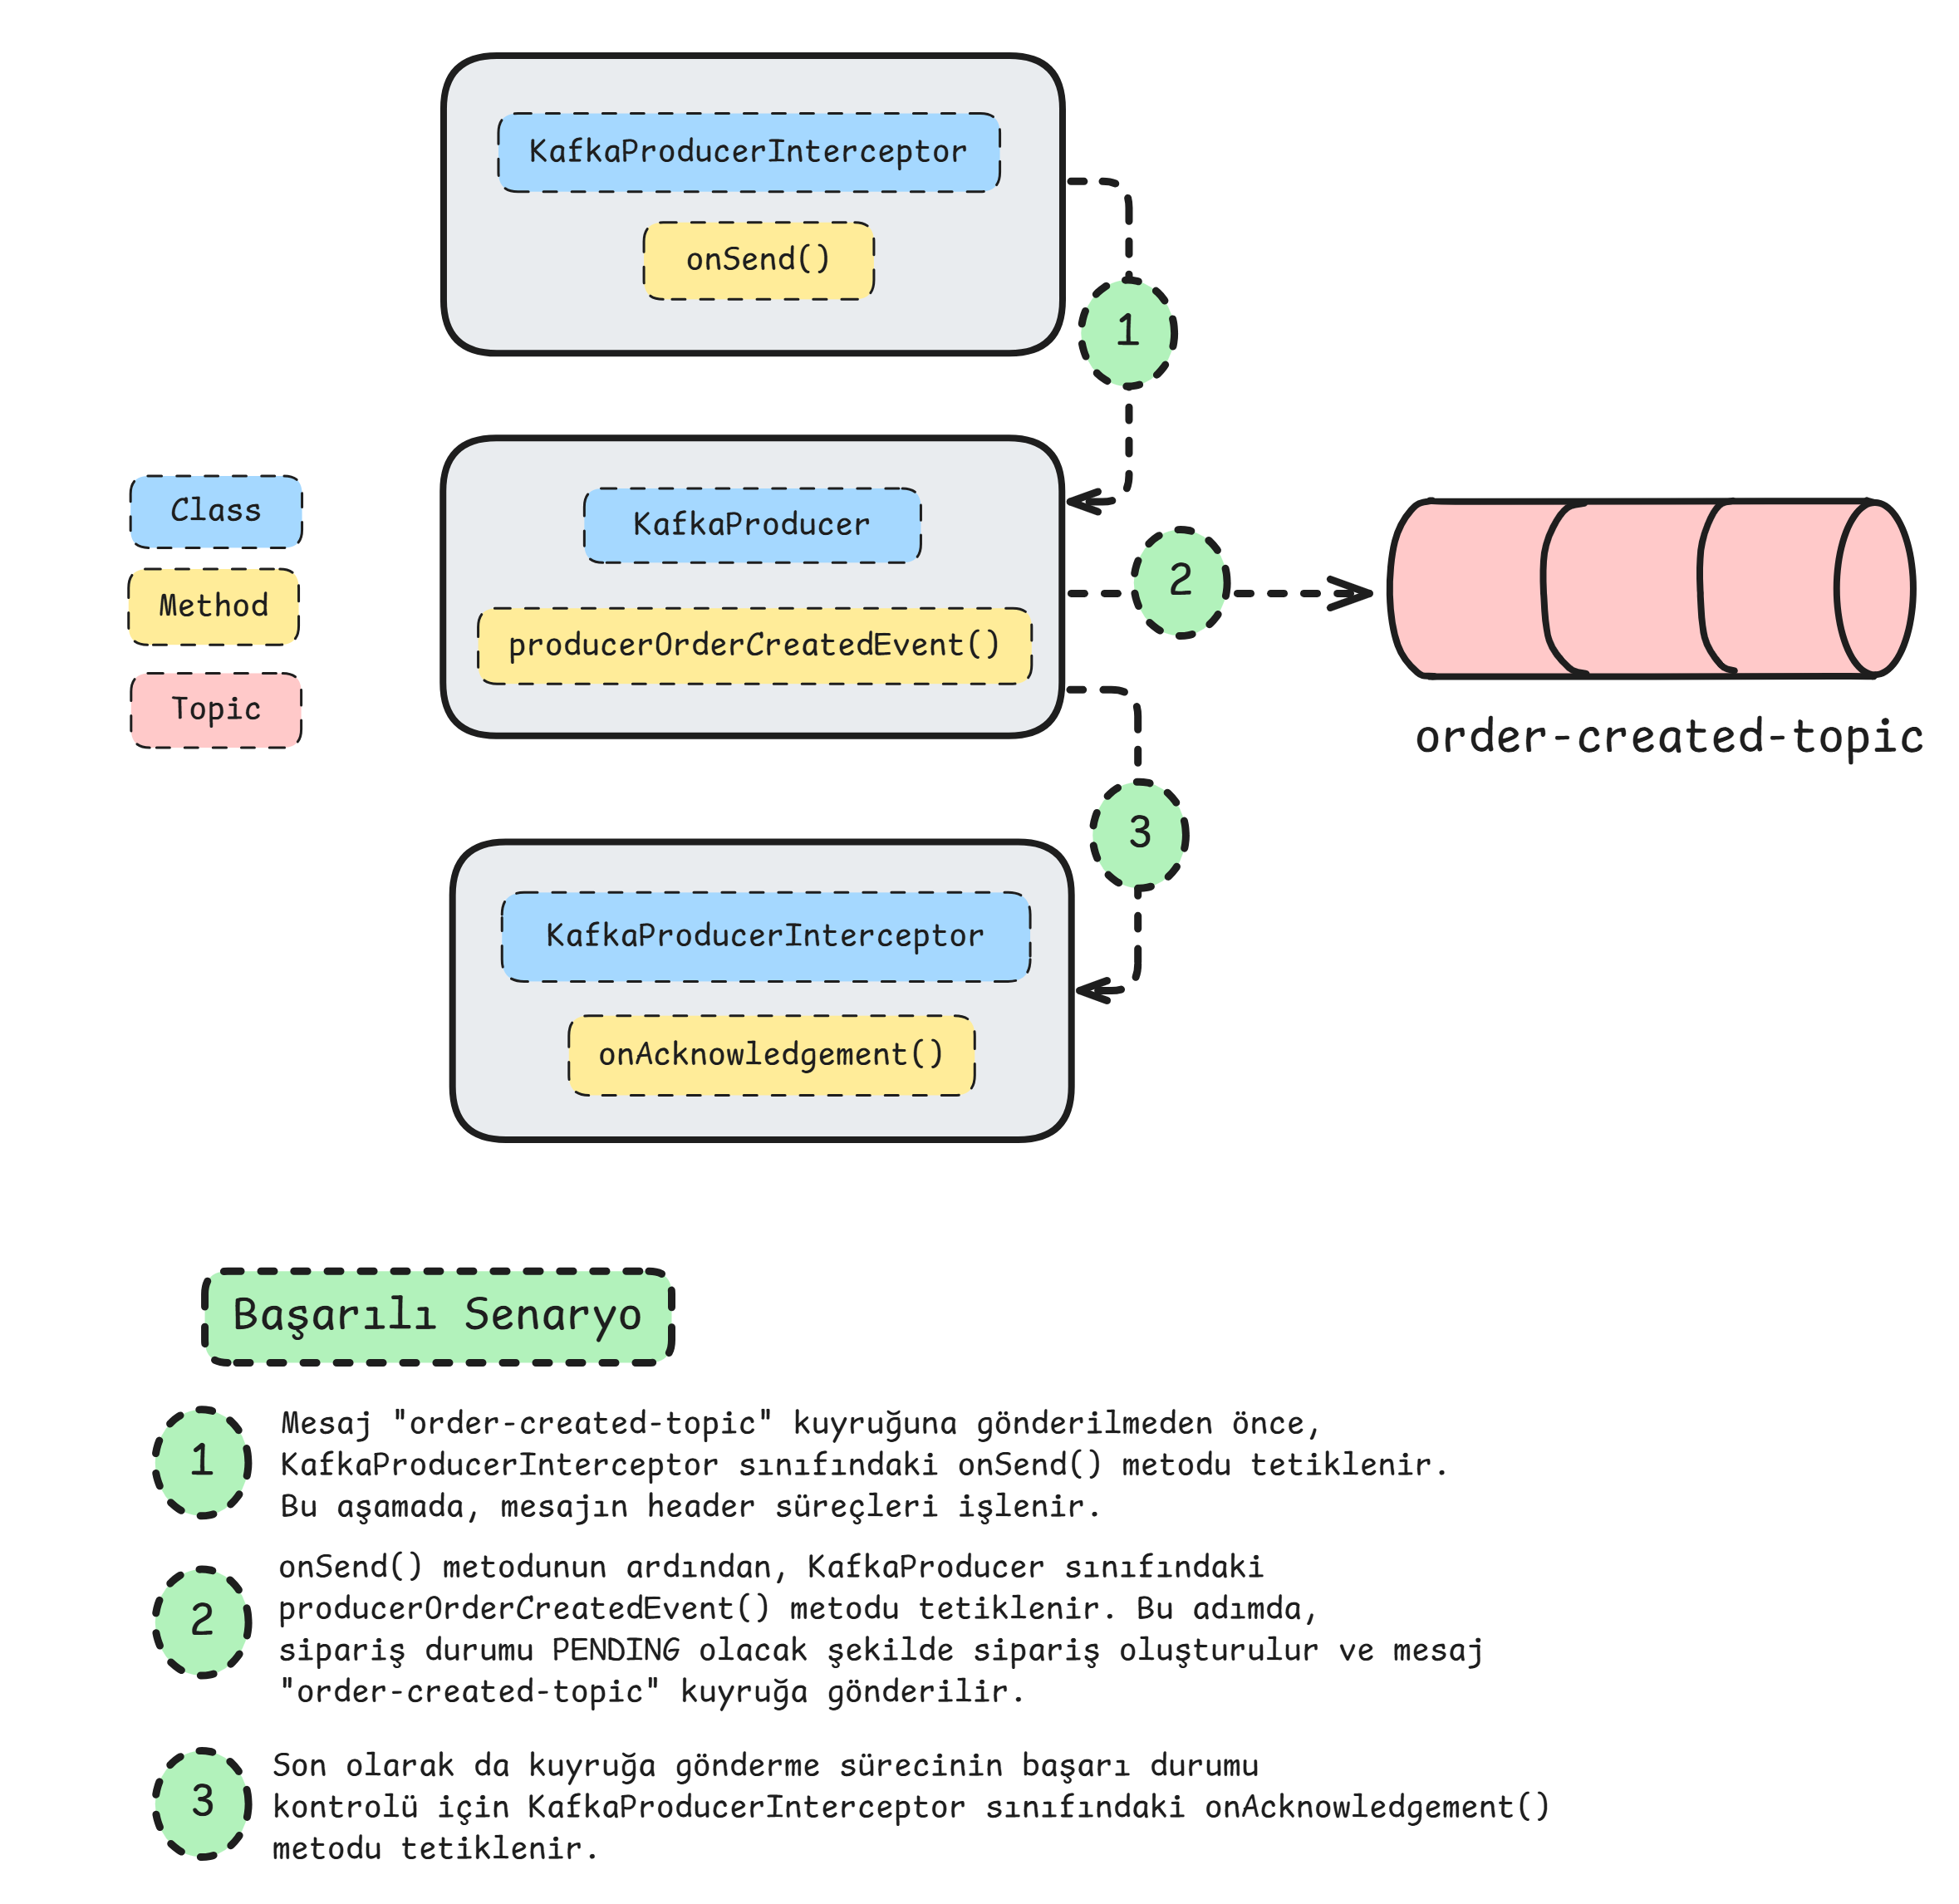 KafkaProducerInterceptor
onSend()
1
Class
Method
Topic
KafkaProducer
producerOrderCreatedEvent()
2
order-created-topic
3
KafkaProducerInterceptor
onAcknowledgement()
Başarılı Senaryo
1
Mesaj "order-created-topic" kuyruğuna gönderilmeden önce,
KafkaProducerInterceptor sınıfındaki onSend() metodu tetiklenir.
Bu aşamada, mesajın header süreçleri işlenir.
2
onSend() metodunun ardından, KafkaProducer sınıfındaki
producerOrderCreatedEvent() metodu tetiklenir. Bu adımda,
sipariş durumu PENDING olacak şekilde sipariş oluşturulur ve mesaj
"order-created-topic" kuyruğa gönderilir.
3
Son olarak da kuyruğa gönderme sürecinin başarı durumu
kontrolü için KafkaProducerInterceptor sınıfındaki onAcknowledgement()
metodu tetiklenir.